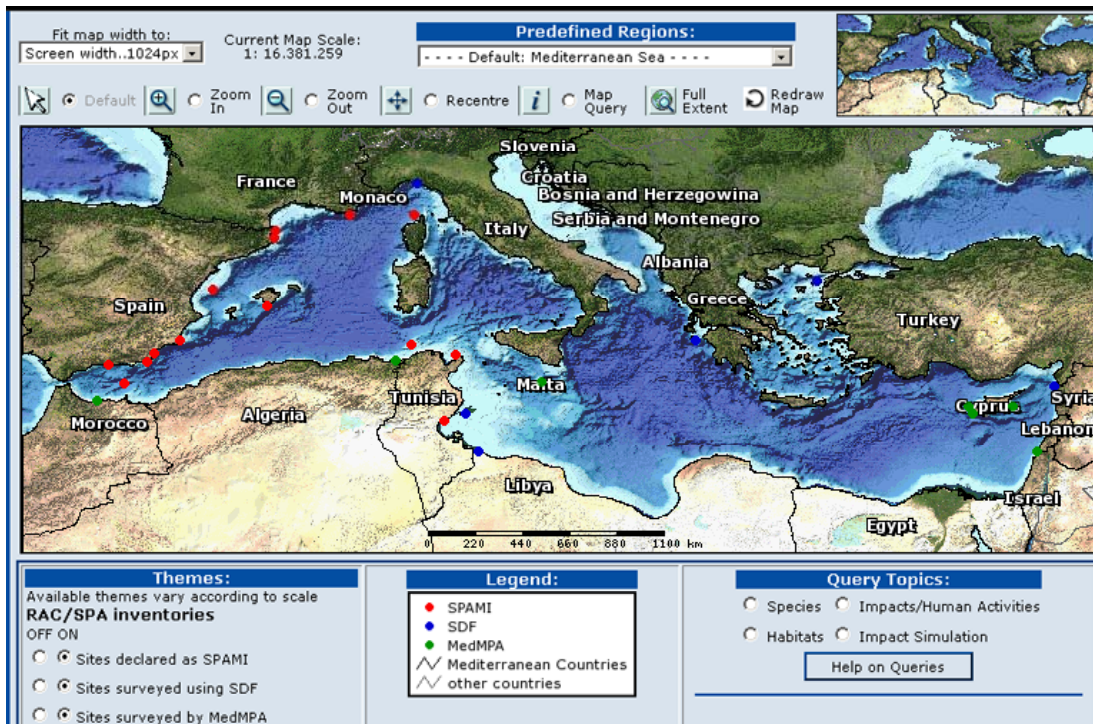 Fit map width to:
Screen width..1024px
Current Map Scale:
1: 16.381.259
Predefined Regions:
- - - - Default: Mediterranean Sea - - - -
Default
Zoom In
Zoom Out
Recentre
i
Map Query
Full Extent
Redraw Map
Slovenia
Croatia
France
Bosnia and Herzegowina
Monaco
Serbia and Montenegro
Italy
Albania
Spain
Greece
Turkey
Malta
Tunisia
Syria
Cyprus
Algeria
Morocco
Lebanon
Libya
Israel
Egypt
0 220 440 660 880 1100 km
Themes:
Available themes vary according to scale
RAC/SPA inventories
OFF ON
Sites declared as SPAMI
Sites surveyed using SDF
Sites surveyed by MedMPA
Legend:
SPAMI
SDF
MedMPA
Mediterranean Countries
other countries
Query Topics:
Species Impacts/Human Activities
Habitats Impact Simulation
Help on Queries